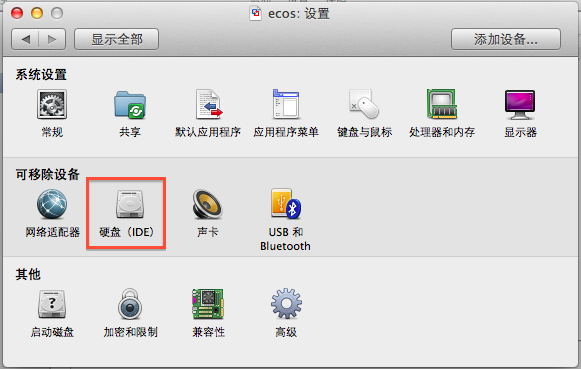 ecos: 设置
显示全部
添加设备...
系统设置
常规 共享 默认应用程序 应用程序菜单 键盘与鼠标 处理器和内存 显示器
可移除设备
网络适配器 硬盘（IDE） 声卡 USB 和
Bluetooth
其他
启动磁盘 加密和限制 兼容性 高级